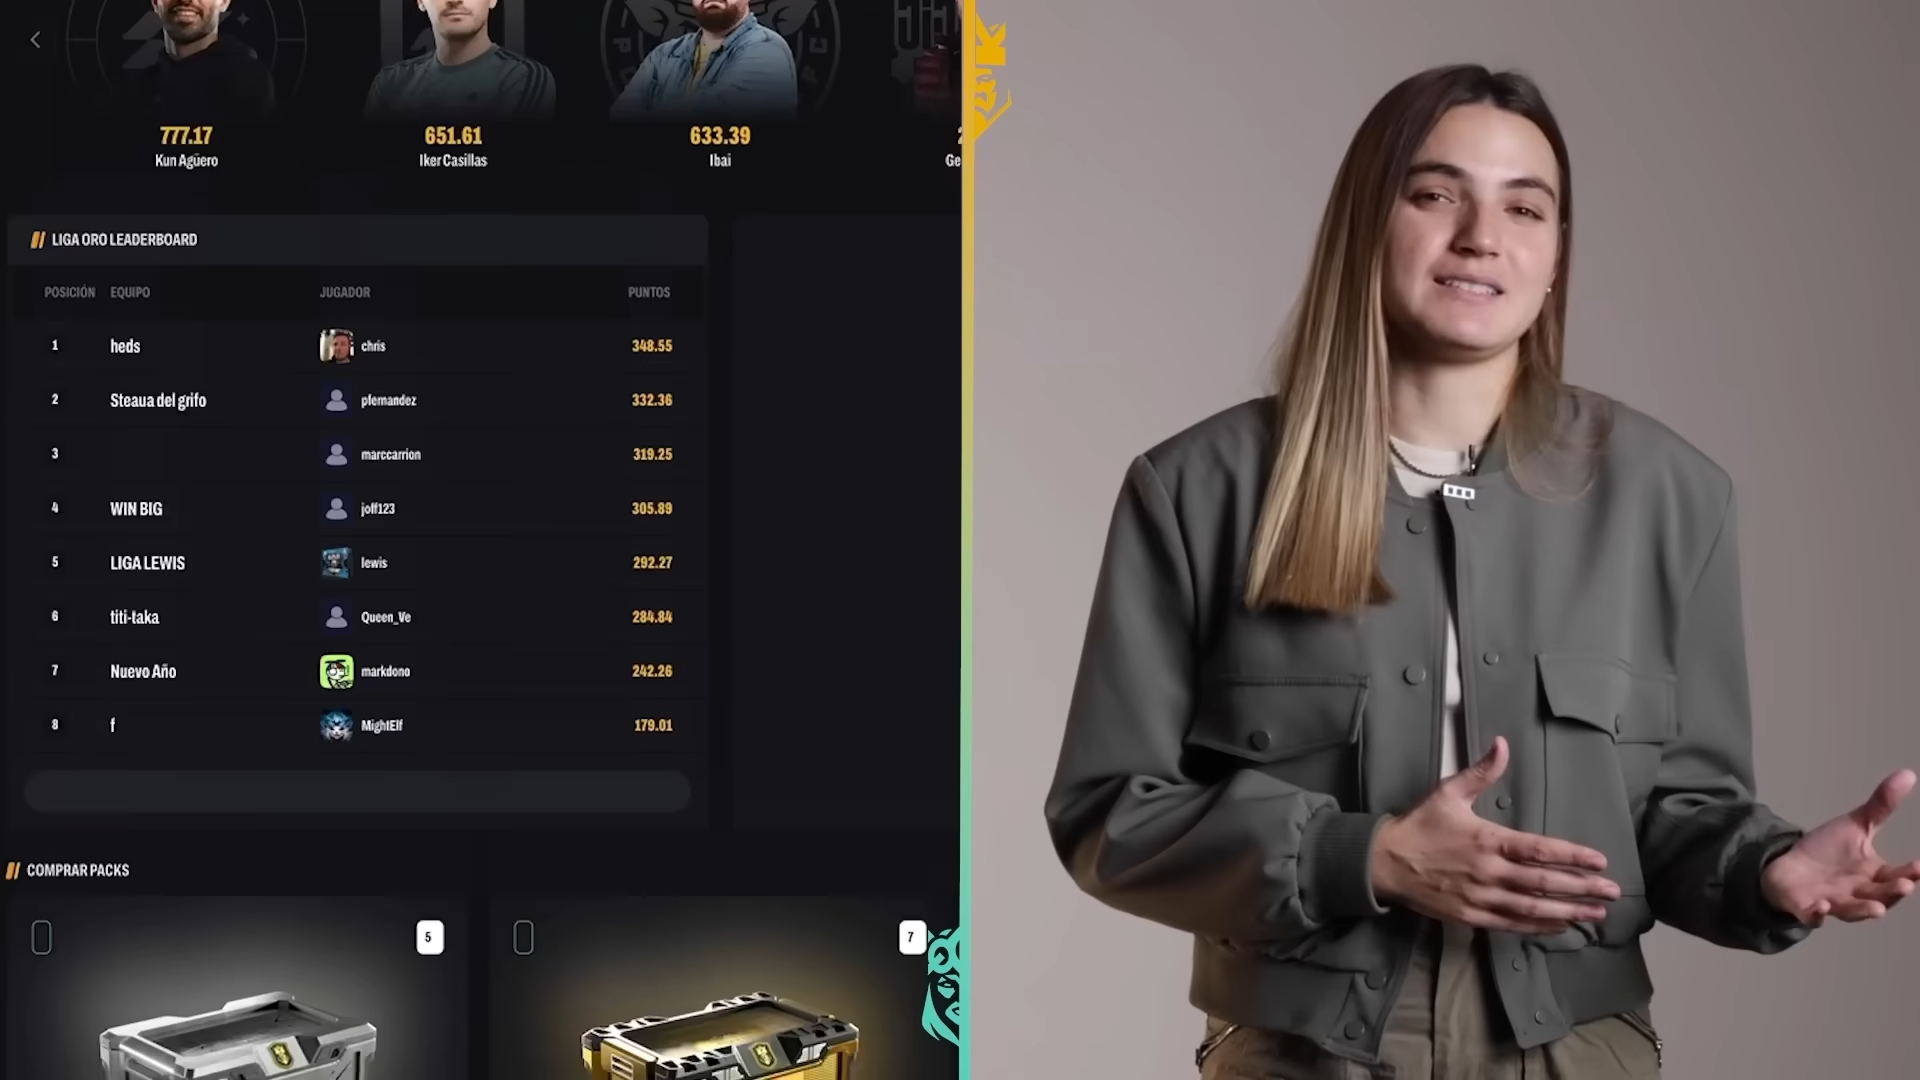 777.17
Kun Agüero
651.61
Iker Casillas
633.39
Ibai
Ge
LIGA ORO LEADERBOARD
POSICIÓN EQUIPO JUGADOR PUNTOS
1 heds chris 348.55
2 Steaua del grifo pfernandez 332.36
3 marccarrion 319.25
4 WIN BIG joff123 305.89
5 LIGA LEWIS lewis 292.27
6 titi-taka Queen_Ve 284.84
7 Nuevo Año markdono 242.26
8 f MightElf 179.01
COMPRAR PACKS
5
7